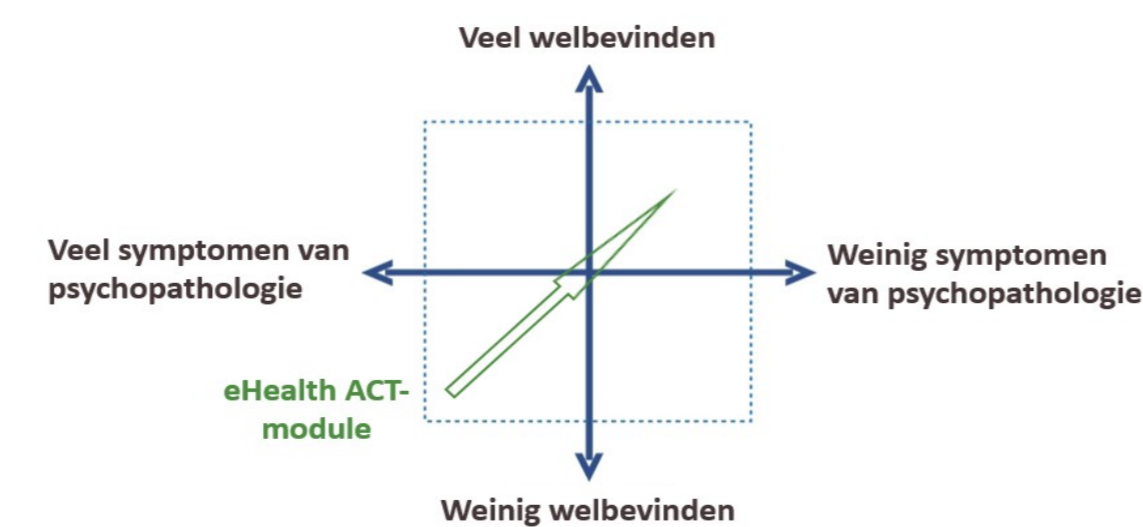 Veel welbevinden
Veel symptomen van
psychopathologie
Weinig symptomen
van psychopathologie
eHealth ACT-
module
Weinig welbevinden